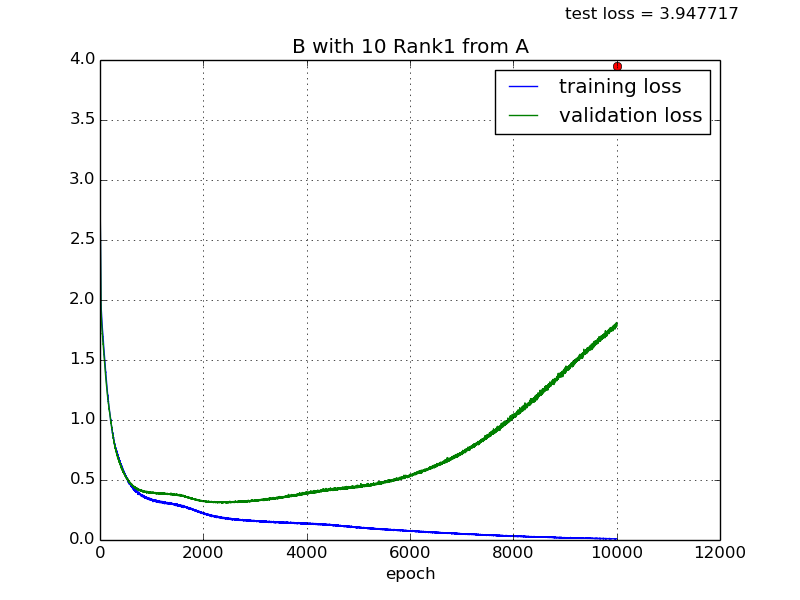 test loss = 3.947717
B with 10 Rank1 from A
training loss
validation loss
4.0
3.5
3.0
2.5
2.0
1.5
1.0
0.5
0.0
0 2000 4000 6000 8000 10000 12000
epoch